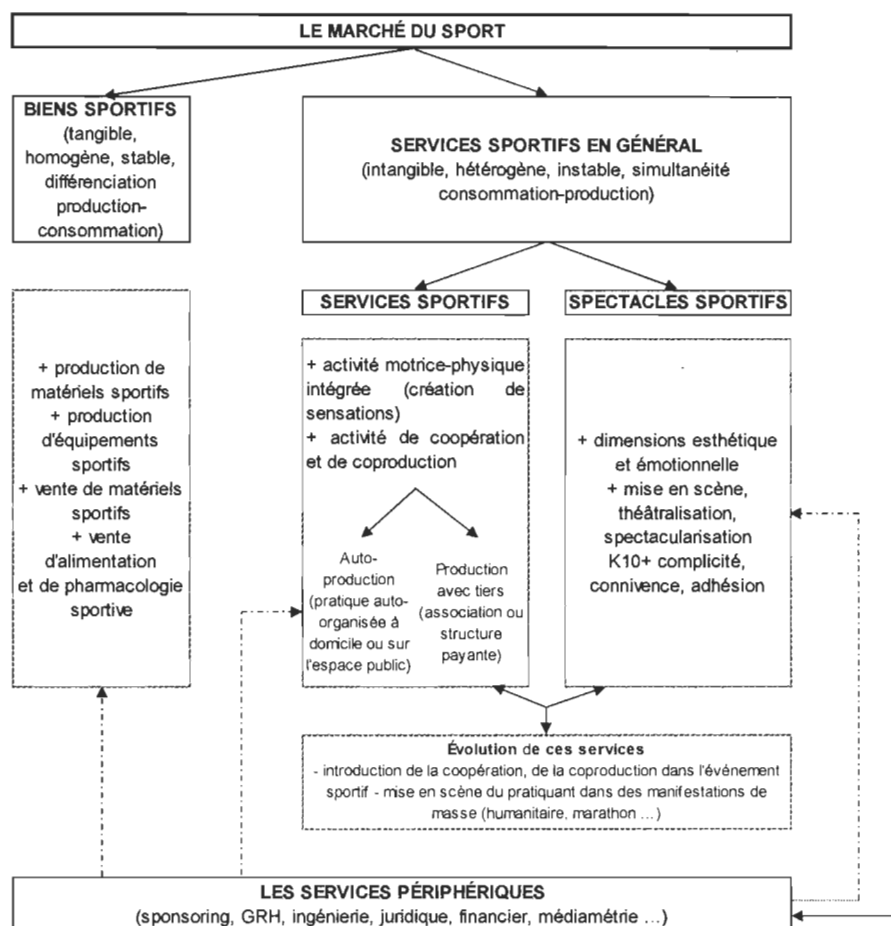 LE MARCHÉ DU SPORT
BIENS SPORTIFS
(tangible,
homogène, stable,
différenciation
production-
consommation)
SERVICES SPORTIFS EN GÉNÉRAL
(intangible, hétérogène, instable, simultanéité
consommation-production)
SERVICES SPORTIFS
SPECTACLES SPORTIFS
+ production de
matériels sportifs
+ production
d'équipements
sportifs
+ vente de matériels
sportifs
+ vente
d'alimentation
et de pharmacologie
sportive
+ activité motrice-physique
intégrée (création de
sensations)
+ activité de coopération
et de coproduction
Auto-
production
(pratique auto-
organisée à
domicile ou sur
l'espace public)
Production
avec tiers
(association ou
structure
payante)
+ dimensions esthétique
et émotionnelle
+ mise en scène,
théâtralisation,
spectacularisation
K10+ complicité,
connivence, adhésion
Évolution de ces services
- introduction de la coopération, de la coproduction dans l'événement
sportif - mise en scène du pratiquant dans des manifestations de
masse (humanitaire, marathon ...)
LES SERVICES PÉRIPHÉRIQUES
(sponsoring, GRH, ingénierie, juridique, financier, médiamétrie ...)